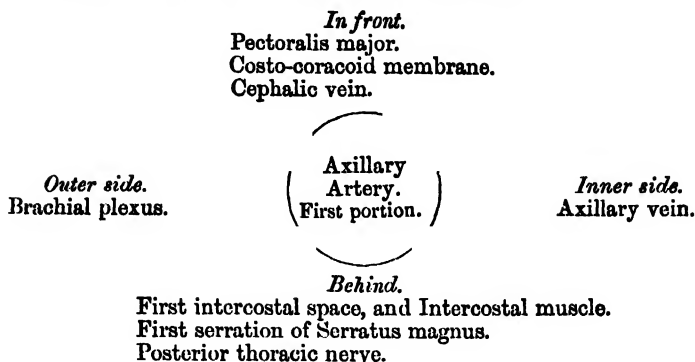 In front.
Pectoralis major.
Costo-coracoid membrane.
Cephalic vein.
Outer side.
Brachial plexus.
Axillary
Artery.
First portion.
Inner side.
Axillary vein.
Behind.
First intercostal space, and Intercostal muscle.
First serration of Serratus magnus.
Posterior thoracic nerve.